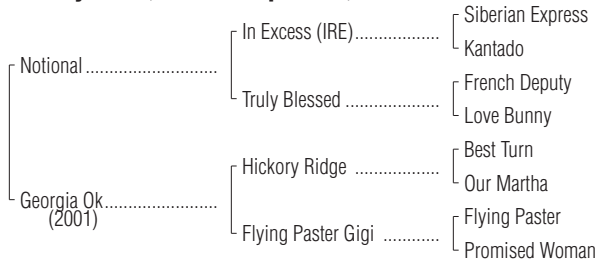 Siberian Express
In Excess (IRE)..................
Kantado
Notional ............................
French Deputy
Truly Blessed ....................
Love Bunny
Best Turn
Hickory Ridge ..................
Our Martha
Georgia Ok........................
(2001)
Flying Paster
Flying Paster Gigi ............
Promised Woman